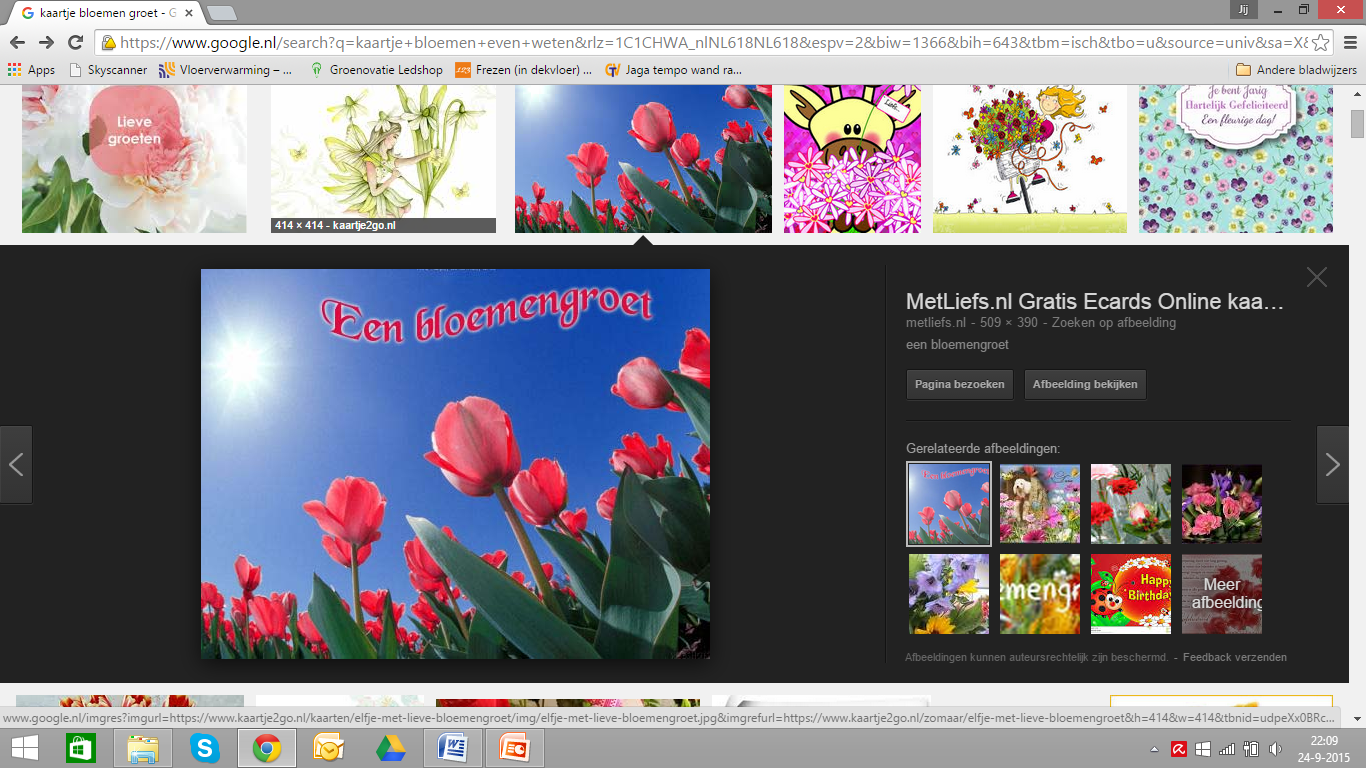 kaartje bloemen groet - G
Jij
https://www.google.nl/search?q=kaartje+bloemen+even+weten&rlz=1C1CHWA_nlNL618NL618&espv=2&biw=1366&bih=643&tbm=isch&tbo=u&source=univ&sa=X&
Apps
Skyscanner
Vloerverwarming – ...
Groenovatie Ledshop
123
Frezen (in dekvloer) ...
Jaga tempo wand ra...
Andere bladwijzers
Lieve
groeten
414 × 414 - kaartje2go.nl
Liefs
Je bent Jarig
Hartelijk Gefeliciteerd
Een fleurige dag!
Een bloemengroet
MetLiefs.nl Gratis Ecards Online kaa…
metliefs.nl - 509 × 390 - Zoeken op afbeelding
een bloemengroet
Pagina bezoeken
Afbeelding bekijken
Gerelateerde afbeeldingen:
Een bloemengroet
emengr
Happy
Birthday
Meer
afbeelding
Afbeeldingen kunnen auteursrechtelijk zijn beschermd. - Feedback verzenden
www.google.nl/imgres?imgurl=https://www.kaartje2go.nl/kaarten/elfje-met-lieve-bloemengroet/img/elfje-met-lieve-bloemengroet.jpg&imgrefurl=https://www.kaartje2go.nl/zomaar/elfje-met-lieve-bloemengroet&h=414&w=414&tbnid=udpeXx0BRc...
22:09
24-9-2015